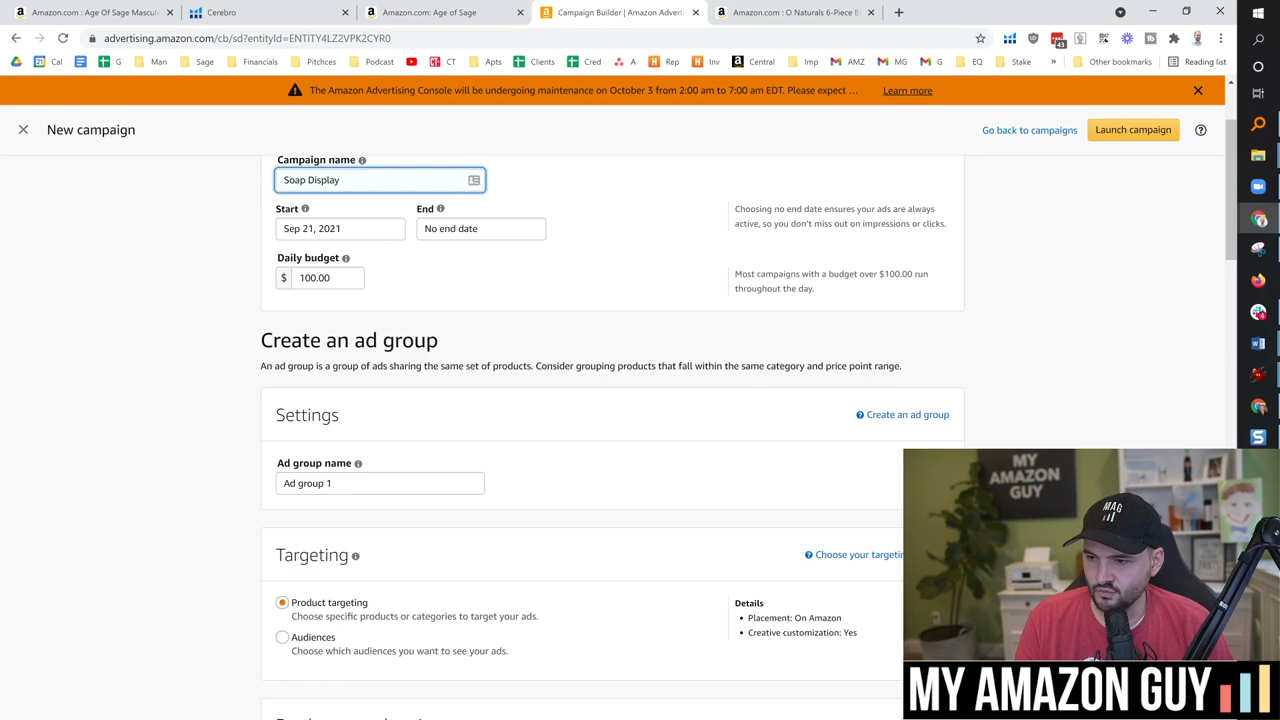 Amazon.com : Age Of Sage Mascul
Cerebro
Amazon.com: Age of Sage
Campaign Builder | Amazon Adverti
Amazon.com : O Naturals 6-Piece B
advertising.amazon.com/cb/sd?entityId=ENTITY4LZ2VPK2CYR0
43
Cal G Man Sage Financials Pitchces Podcast CT Apts Clients Cred A Rep Inv Central Imp AMZ MG G EQ Stake » Other bookmarks Reading list
The Amazon Advertising Console will be undergoing maintenance on October 3 from 2:00 am to 7:00 am EDT. Please expect ... Learn more
New campaign
Go back to campaigns
Launch campaign
Campaign name
Soap Display
Start
End
Sep 21, 2021
No end date
Choosing no end date ensures your ads are always
active, so you don't miss out on impressions or clicks.
Daily budget
$ 100.00
Most campaigns with a budget over $100.00 run
throughout the day.
Create an ad group
An ad group is a group of ads sharing the same set of products. Consider grouping products that fall within the same category and price point range.
Settings
Create an ad group
Ad group name
Ad group 1
Targeting
Choose your targetin
Product targeting
Choose specific products or categories to target your ads.
Audiences
Choose which audiences you want to see your ads.
Details
• Placement: On Amazon
• Creative customization: Yes
MY
AMAZON
GUY
MAG
MY AMAZON GUY